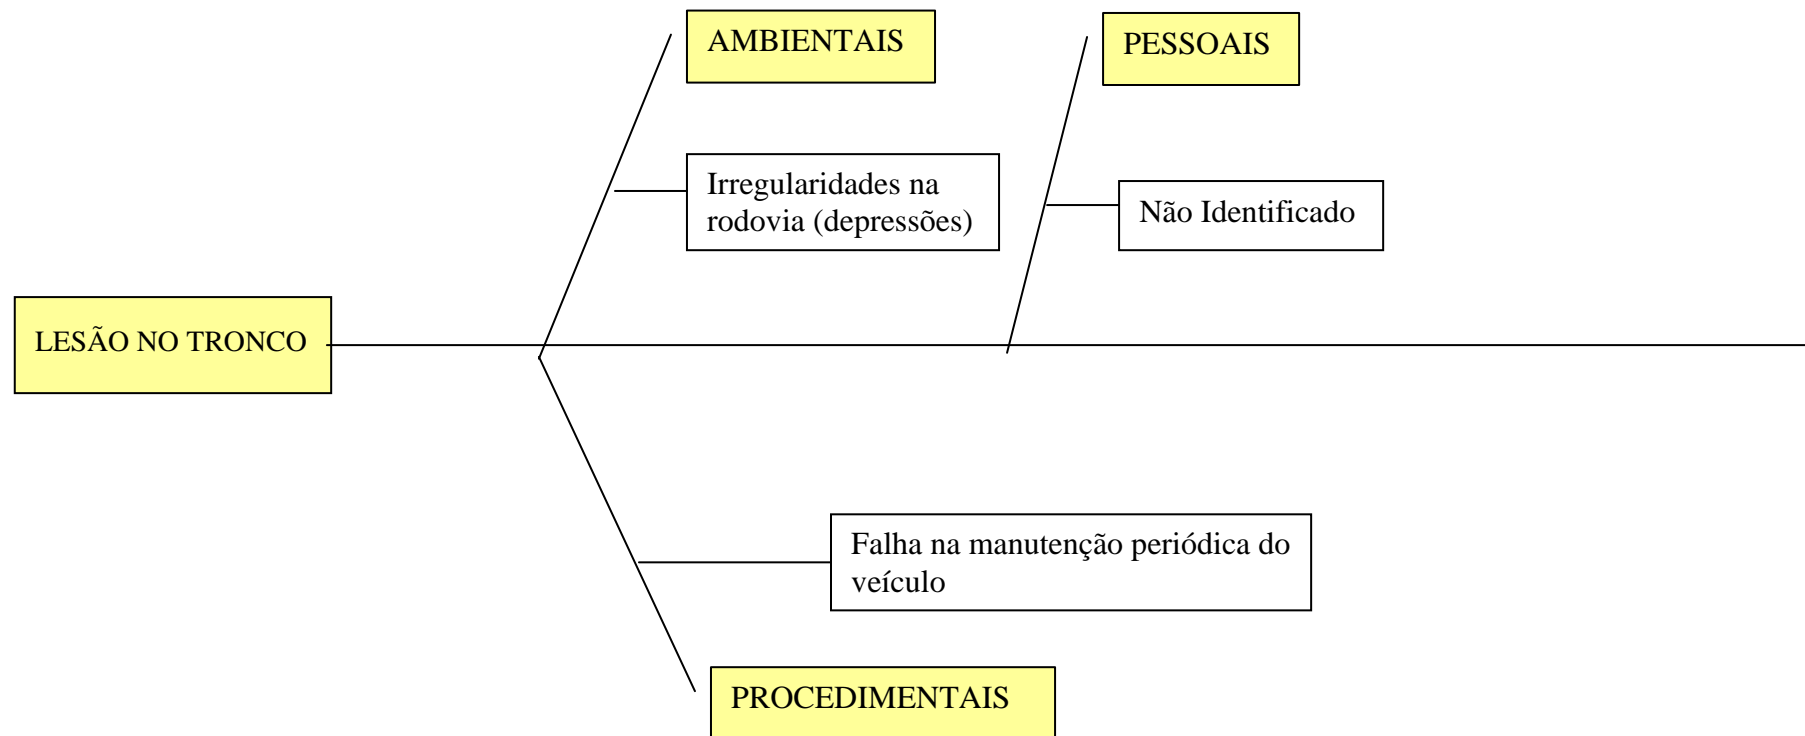 AMBIENTAIS
PESSOAIS
Irregularidades na
rodovia (depressões)
Não Identificado
LESÃO NO TRONCO
Falha na manutenção periódica do
veículo
PROCEDIMENTAIS